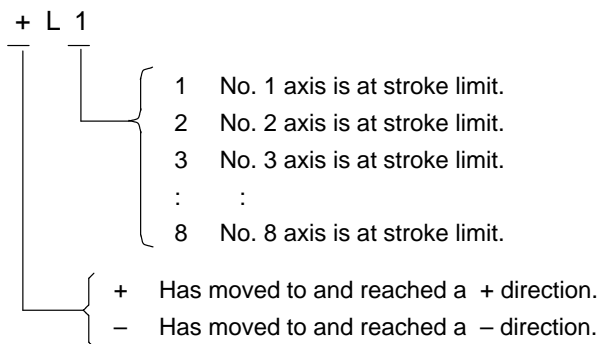 + L 1
1 No. 1 axis is at stroke limit.
2 No. 2 axis is at stroke limit.
3 No. 3 axis is at stroke limit.
: :
8 No. 8 axis is at stroke limit.
+ Has moved to and reached a + direction.
– Has moved to and reached a – direction.